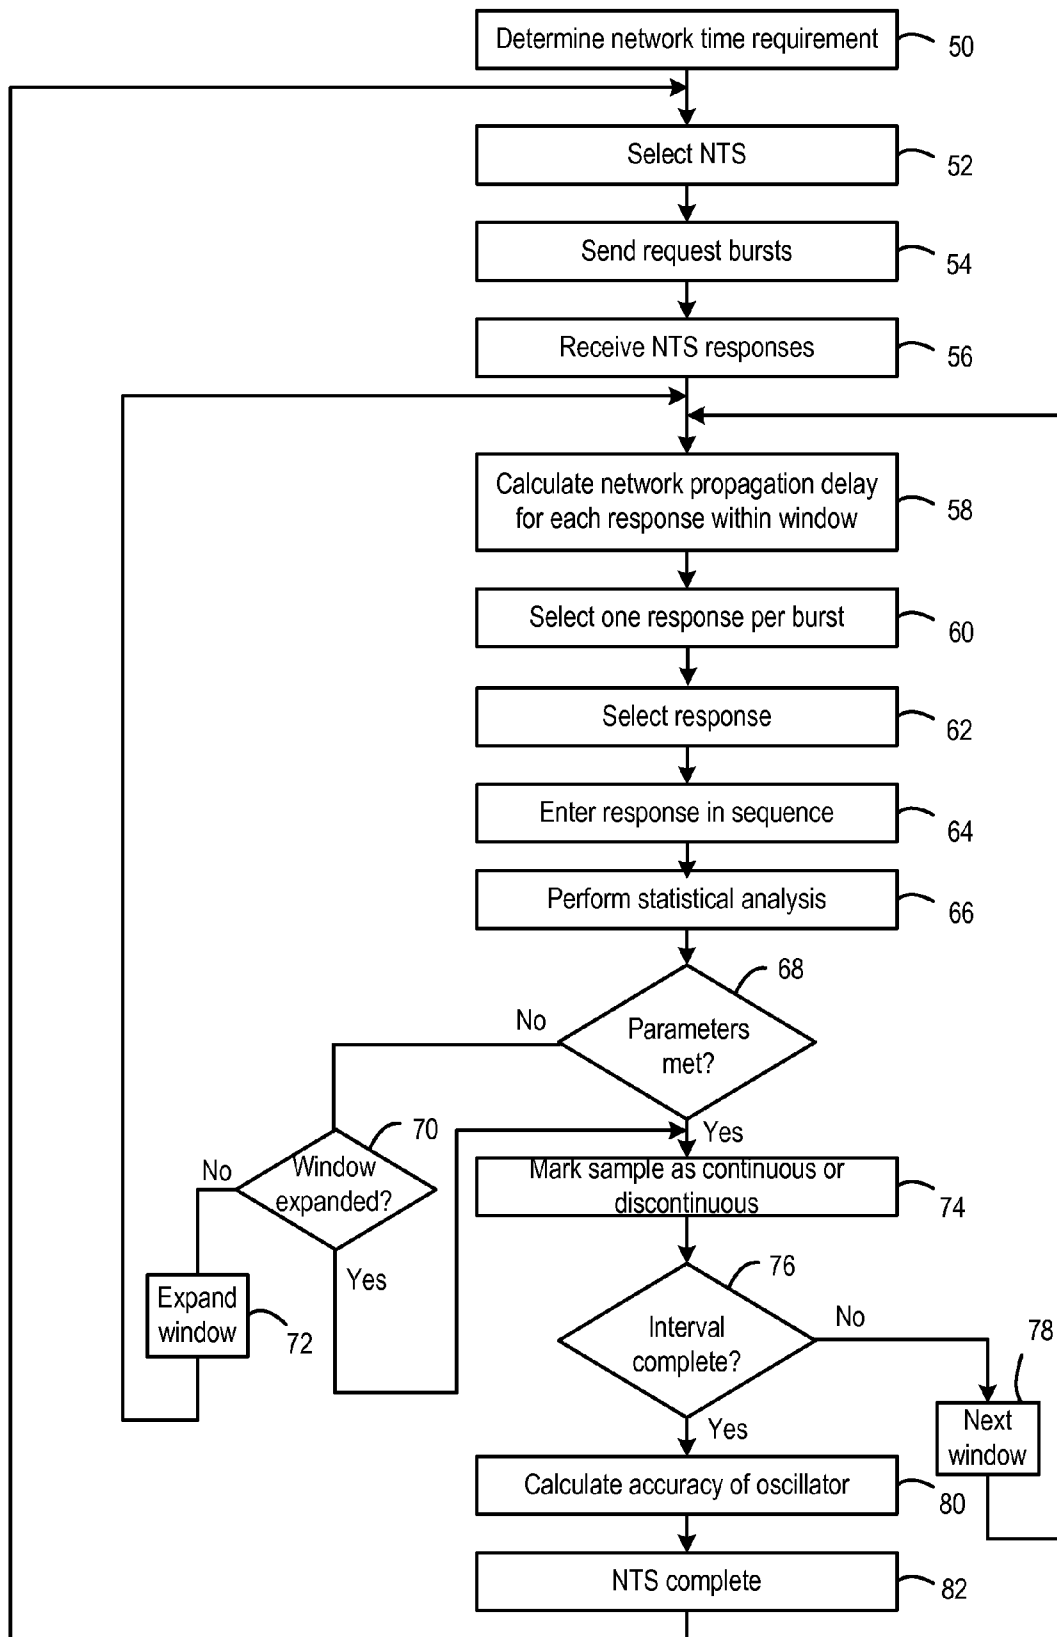 Determine network time requirement
50
Select NTS
52
Send request bursts
54
Receive NTS responses
56
Calculate network propagation delay
for each response within window
58
Select one response per burst
60
Select response
62
Enter response in sequence
64
Perform statistical analysis
66
68
Parameters
met?
No
Yes
70
Window
expanded?
No
Yes
Expand
window
72
Mark sample as continuous or
discontinuous
74
76
Interval
complete?
No
Yes
78
Next
window
Calculate accuracy of oscillator
80
NTS complete
82